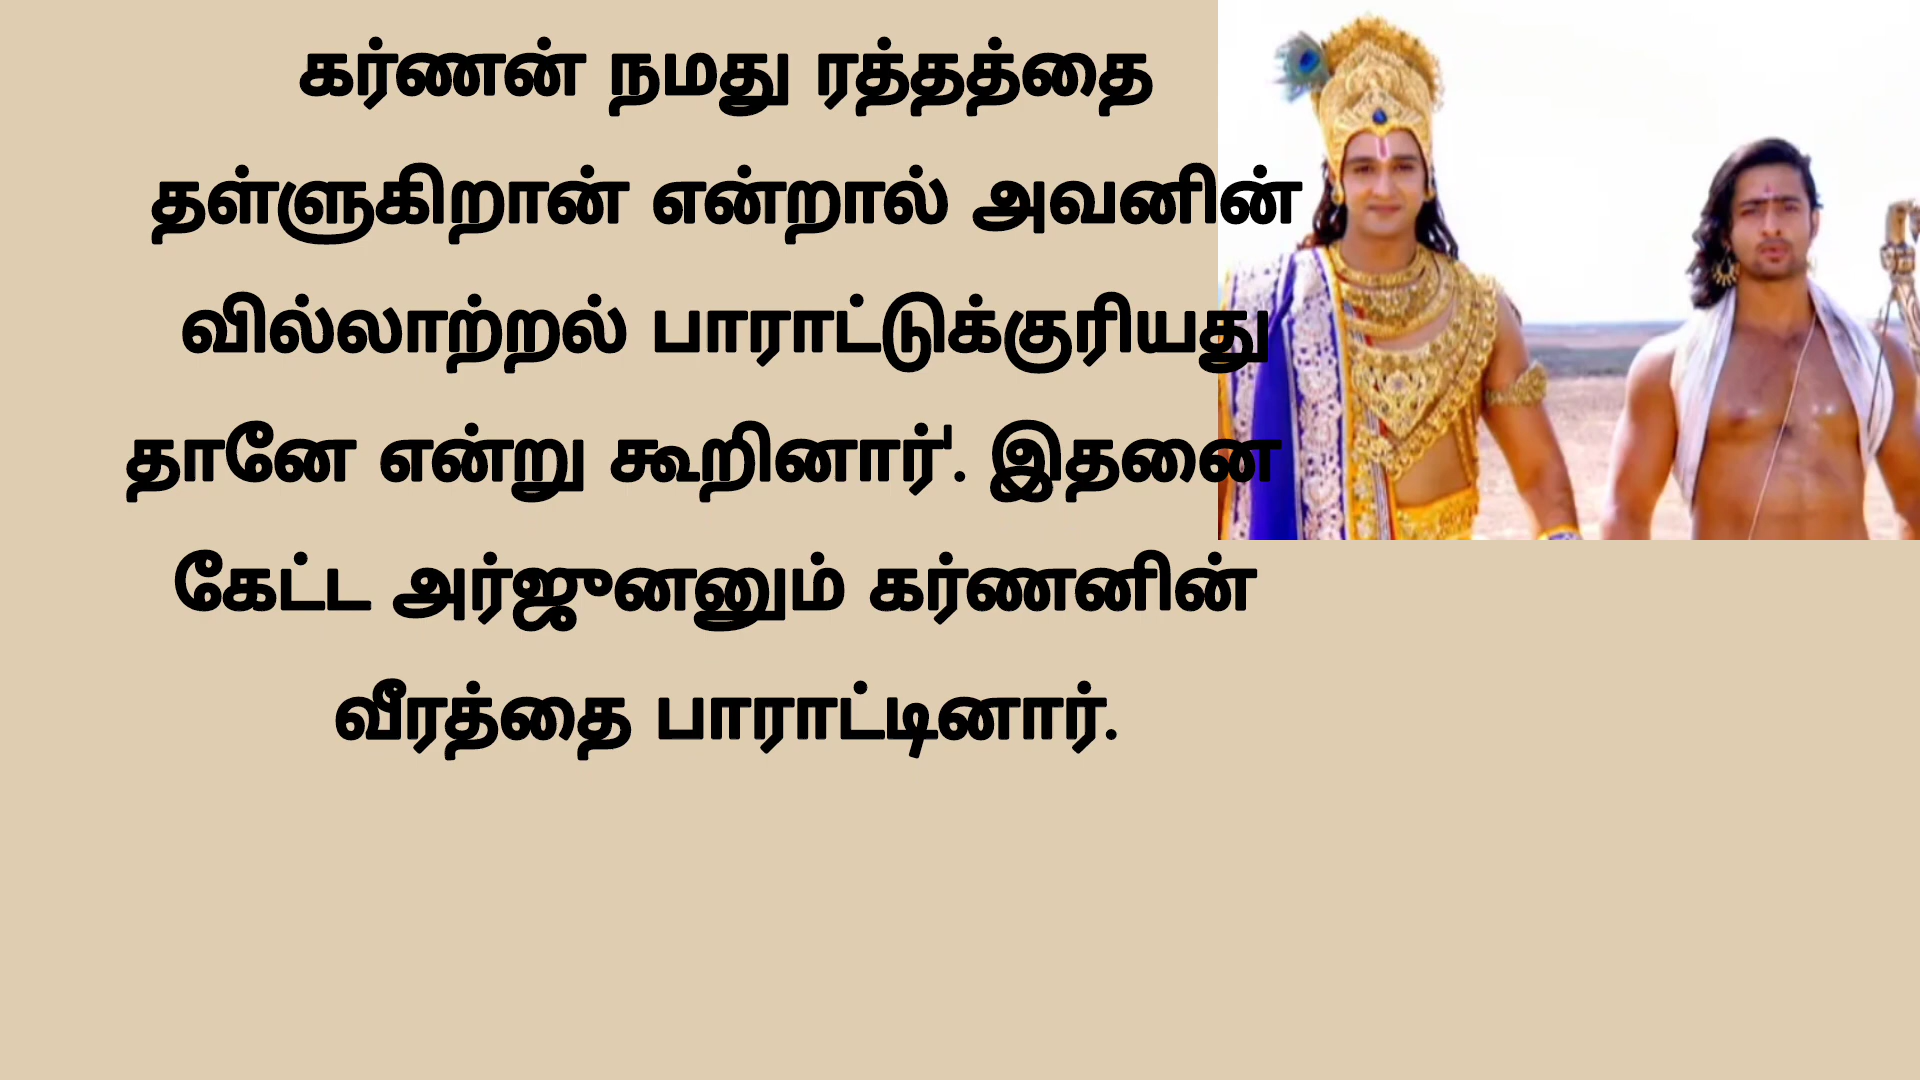 கர்ணன் நமது ரத்தத்தை
தள்ளுகிறான் என்றால் அவனின்
வில்லாற்றல் பாராட்டுக்குரியது
தானே என்று கூறினார்'. இதனை
கேட்ட அர்ஜுனனும் கர்ணனின்
வீரத்தை பாராட்டினார்.